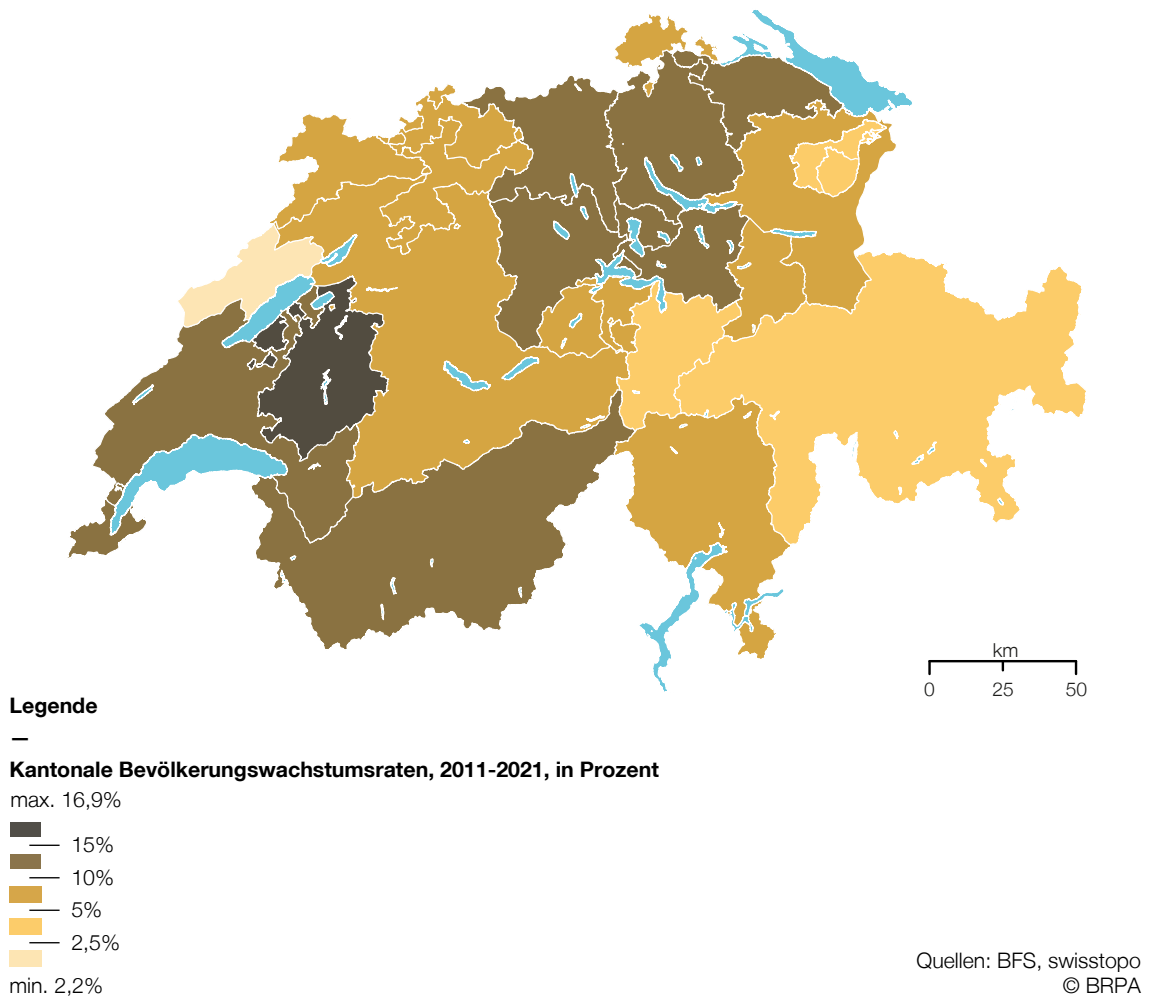 km
0 25 50
Legende
—
Kantonale Bevölkerungswachstumsraten, 2011-2021, in Prozent
max. 16,9%
15%
10%
5%
2,5%
min. 2,2%
Quellen: BFS, swisstopo
© BRPA